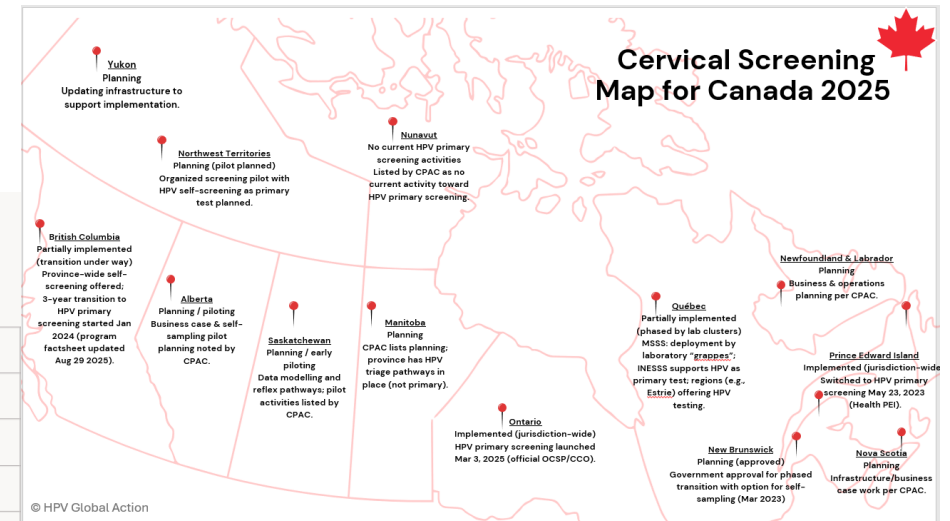 Cervical Screening
Map for Canada 2025
Yukon
Planning
Updating infrastructure to
support implementation.
Northwest Territories
Planning (pilot planned)
Organized screening pilot with
HPV self-screening as primary
test planned.
Nunavut
No current HPV primary
screening activities
Listed by CPAC as no
current activity toward
HPV primary screening.
British Columbia
Partially implemented
(transition under way)
Province-wide self-
screening offered;
3-year transition to
HPV primary
screening started Jan
2024 (program
factsheet updated
Aug 29 2025).
Alberta
Planning / piloting
Business case & self-
sampling pilot
planning noted by
CPAC.
Saskatchewan
Planning / early
piloting
Data modelling and
reflex pathways; pilot
activities listed by
CPAC.
Manitoba
Planning
CPAC lists planning;
province has HPV
triage pathways in
place (not primary).
Ontario
Implemented (jurisdiction-wide)
HPV primary screening launched
Mar 3, 2025 (official OCSP/CCO).
Québec
Partially implemented
(phased by lab clusters)
MSSS: deployment by
laboratory “grappes”;
INESSS supports HPV as
primary test; regions (e.g.,
Estrie) offering HPV
testing.
Newfoundland & Labrador
Planning
Business & operations
planning per CPAC.
Prince Edward Island
Implemented (jurisdiction-wide
Switched to HPV primary
screening May 23, 2023
(Health PEI).
New Brunswick
Planning (approved)
Government approval for phased
transition with option for self-
sampling (Mar 2023)
Nova Scotia
Planning
Infrastructure/business
case work per CPAC.
© HPV Global Action